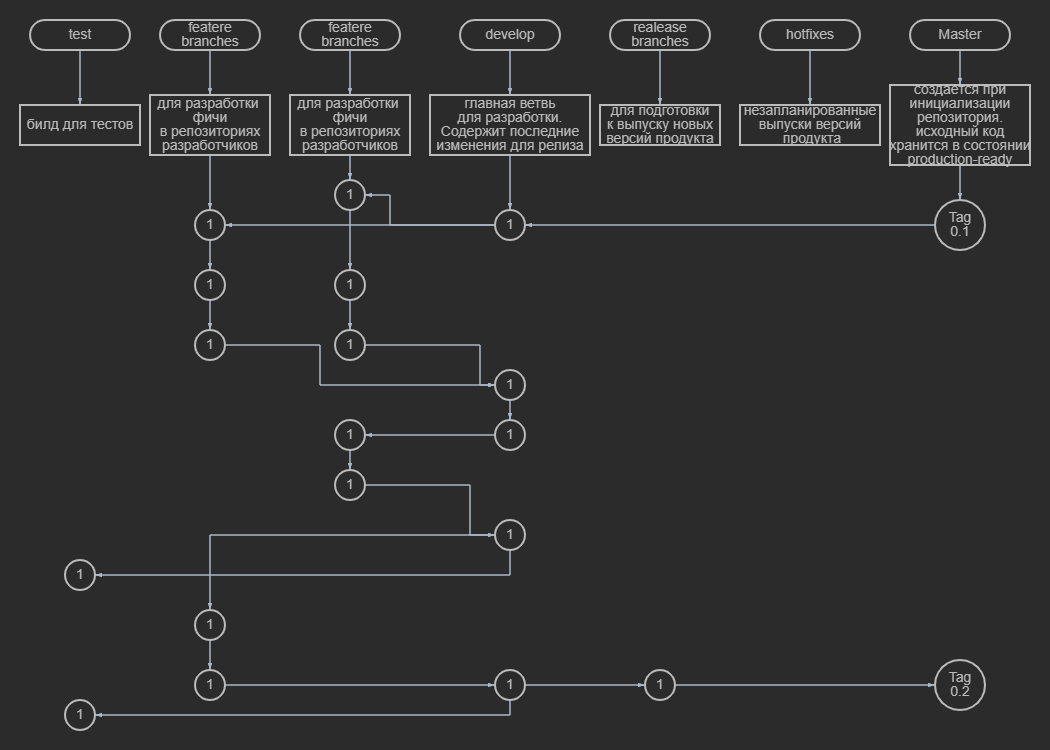 test
featere
branches
featere
branches
develop
realease
branches
hotfixes
Master
билд для тестов
для разработки
фичи
в репозиториях
разработчиков
для разработки
фичи
в репозиториях
разработчиков
главная ветвь
для разработки.
Содержит последние
изменения для релиза
для подготовки
к выпуску новых
версий продукта
незапланированные
выпуски версий
продукта
создается при
инициализации
репозитория.
исходный код
хранится в состоянии
production-ready
1
1
1
Tag
0.1
1
1
1
1
1
1
1
1
1
1
1
1
1
1
Tag
0.2
1